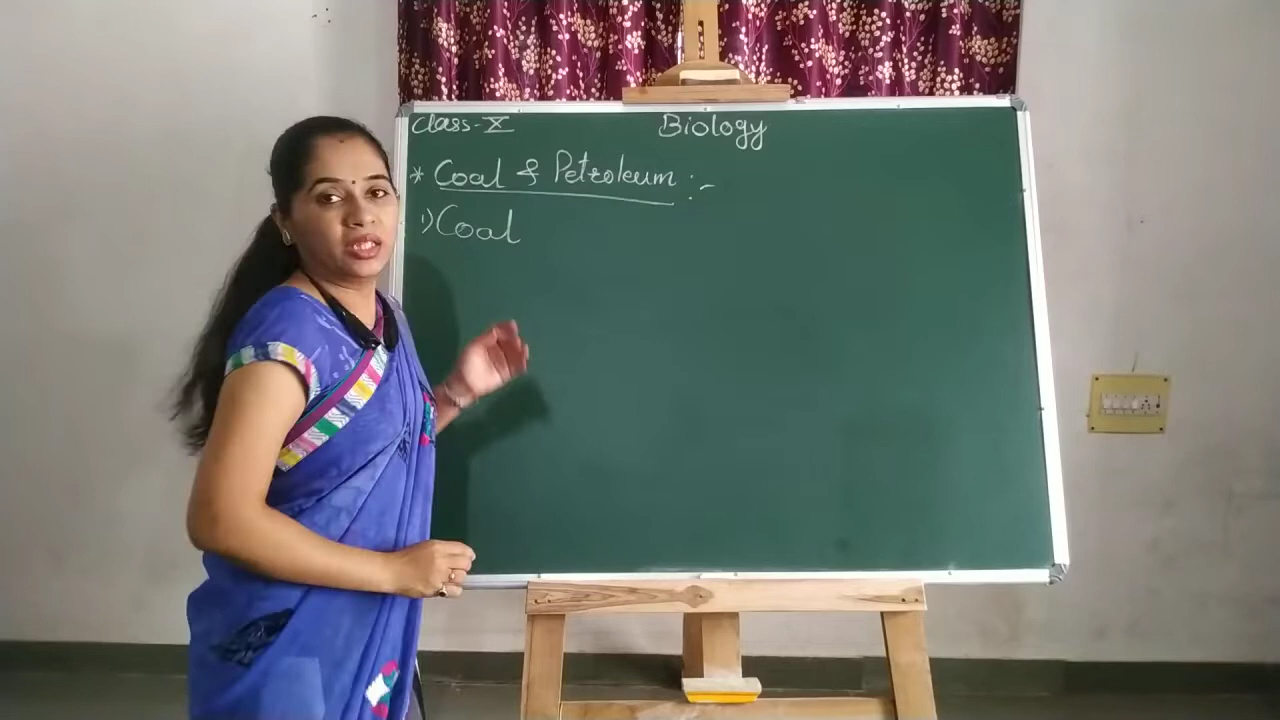 Class-X Biology
* Coal & Petroleum :-
1) Coal